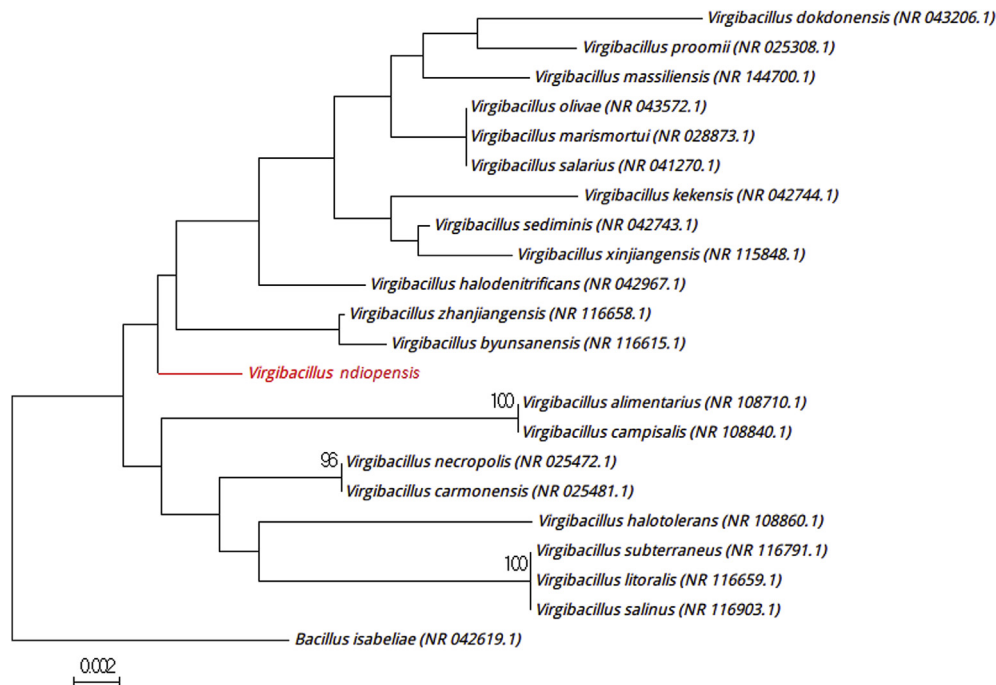 Virgibacillus dokdonensis (NR 043206.1)
Virgibacillus proomii (NR 025308.1)
Virgibacillus massiliensis (NR 144700.1)
Virgibacillus olivae (NR 043572.1)
Virgibacillus marismortui (NR 028873.1)
Virgibacillus salarius (NR 041270.1)
Virgibacillus kekensis (NR 042744.1)
Virgibacillus sediminis (NR 042743.1)
Virgibacillus xinjiangensis (NR 115848.1)
Virgibacillus halodenitrificans (NR 042967.1)
Virgibacillus zhanjiangensis (NR 116658.1)
Virgibacillus byunsanensis (NR 116615.1)
Virgibacillus ndiopensis
100 Virgibacillus alimentarius (NR 108710.1)
Virgibacillus campisalis (NR 108840.1)
96 Virgibacillus necropolis (NR 025472.1)
Virgibacillus carmonensis (NR 025481.1)
Virgibacillus halotolerans (NR 108860.1)
Virgibacillus subterraneus (NR 116791.1)
100
Virgibacillus litoralis (NR 116659.1)
Virgibacillus salinus (NR 116903.1)
Bacillus isabeliae (NR 042619.1)
0.002